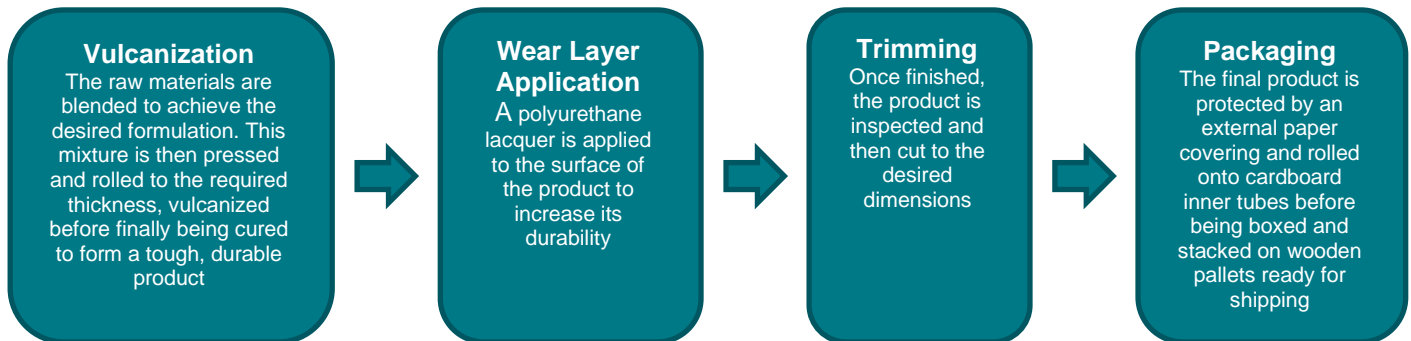 Vulcanization
The raw materials are
blended to achieve the
desired formulation. This
mixture is then pressed
and rolled to the required
thickness, vulcanized
before finally being cured
to form a tough, durable
product
Wear Layer
Application
A polyurethane
lacquer is applied
to the surface of
the product to
increase its
durability
Trimming
Once finished,
the product is
inspected and
then cut to the
desired
dimensions
Packaging
The final product is
protected by an
external paper
covering and rolled
onto cardboard
inner tubes before
being boxed and
stacked on wooden
pallets ready for
shipping